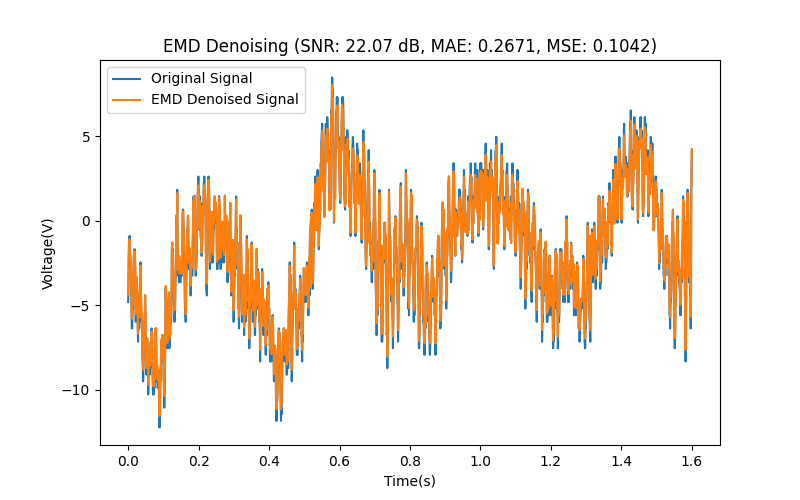 EMD Denoising (SNR: 22.07 dB, MAE: 0.2671, MSE: 0.1042)
Original Signal
EMD Denoised Signal
5
0
−5
−10
Voltage(V)
0.0 0.2 0.4 0.6 0.8 1.0 1.2 1.4 1.6
Time(s)